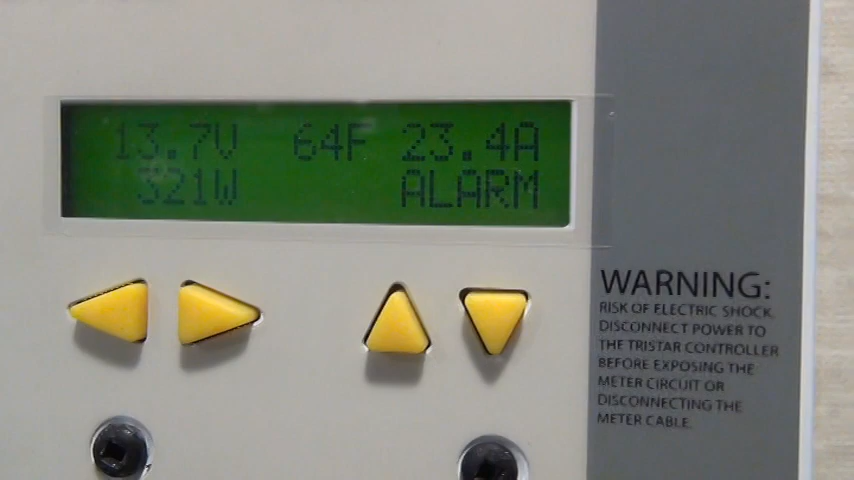 13.7V 64F 23.4A
321W ALARM
WARNING:
RISK OF ELECTRIC SHOCK.
DISCONNECT POWER TO
THE TRISTAR CONTROLLER
BEFORE EXPOSING THE
METER CIRCUIT OR
DISCONNECTING THE
METER CABLE.